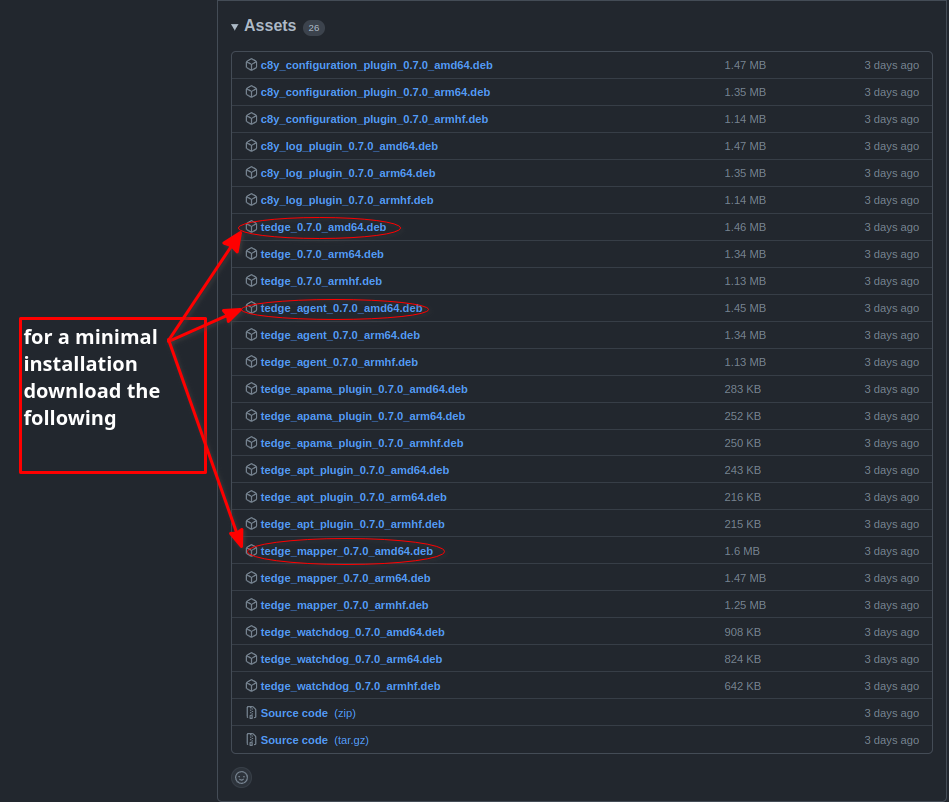 Assets 26
c8y_configuration_plugin_0.7.0_amd64.deb 1.47 MB 3 days ago
c8y_configuration_plugin_0.7.0_arm64.deb 1.35 MB 3 days ago
c8y_configuration_plugin_0.7.0_armhf.deb 1.14 MB 3 days ago
c8y_log_plugin_0.7.0_amd64.deb 1.47 MB 3 days ago
c8y_log_plugin_0.7.0_arm64.deb 1.35 MB 3 days ago
c8y_log_plugin_0.7.0_armhf.deb 1.14 MB 3 days ago
tedge_0.7.0_amd64.deb 1.46 MB 3 days ago
tedge_0.7.0_arm64.deb 1.34 MB 3 days ago
tedge_0.7.0_armhf.deb 1.13 MB 3 days ago
tedge_agent_0.7.0_amd64.deb 1.45 MB 3 days ago
tedge_agent_0.7.0_arm64.deb 1.34 MB 3 days ago
tedge_agent_0.7.0_armhf.deb 1.13 MB 3 days ago
tedge_apama_plugin_0.7.0_amd64.deb 283 KB 3 days ago
tedge_apama_plugin_0.7.0_arm64.deb 252 KB 3 days ago
tedge_apama_plugin_0.7.0_armhf.deb 250 KB 3 days ago
tedge_apt_plugin_0.7.0_amd64.deb 243 KB 3 days ago
tedge_apt_plugin_0.7.0_arm64.deb 216 KB 3 days ago
tedge_apt_plugin_0.7.0_armhf.deb 215 KB 3 days ago
tedge_mapper_0.7.0_amd64.deb 1.6 MB 3 days ago
tedge_mapper_0.7.0_arm64.deb 1.47 MB 3 days ago
tedge_mapper_0.7.0_armhf.deb 1.25 MB 3 days ago
tedge_watchdog_0.7.0_amd64.deb 908 KB 3 days ago
tedge_watchdog_0.7.0_arm64.deb 824 KB 3 days ago
tedge_watchdog_0.7.0_armhf.deb 642 KB 3 days ago
Source code (zip) 3 days ago
Source code (tar.gz) 3 days ago
for a minimal
installation
download the
following